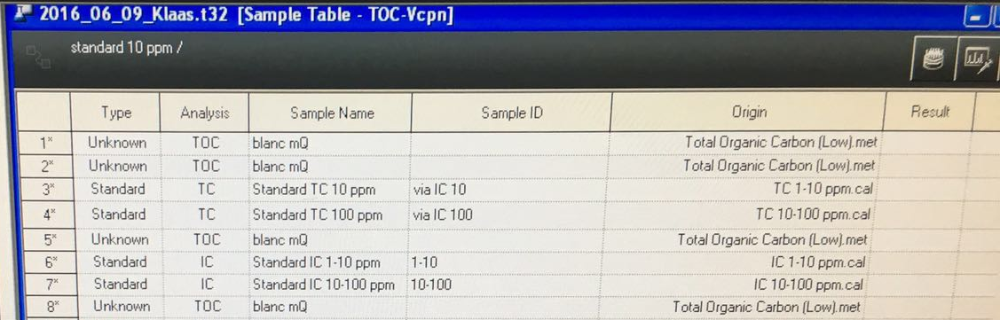 2016_06_09_Klaas.t32 [Sample Table - TOC-Vcpn]
standard 10 ppm /
Type Analysis Sample Name Sample ID Origin Result
1* Unknown TOC blanc mQ Total Organic Carbon (Low).met
2* Unknown TOC blanc mQ Total Organic Carbon (Low).met
3* Standard TC Standard TC 10 ppm via IC 10 TC 1-10 ppm.cal
4* Standard TC Standard TC 100 ppm via IC 100 TC 10-100 ppm.cal
5* Unknown TOC blanc mQ Total Organic Carbon (Low).met
6* Standard IC Standard IC 1-10 ppm 1-10 IC 1-10 ppm.cal
7* Standard IC Standard IC 10-100 ppm 10-100 IC 10-100 ppm.cal
8* Unknown TOC blanc mQ Total Organic Carbon (Low).met